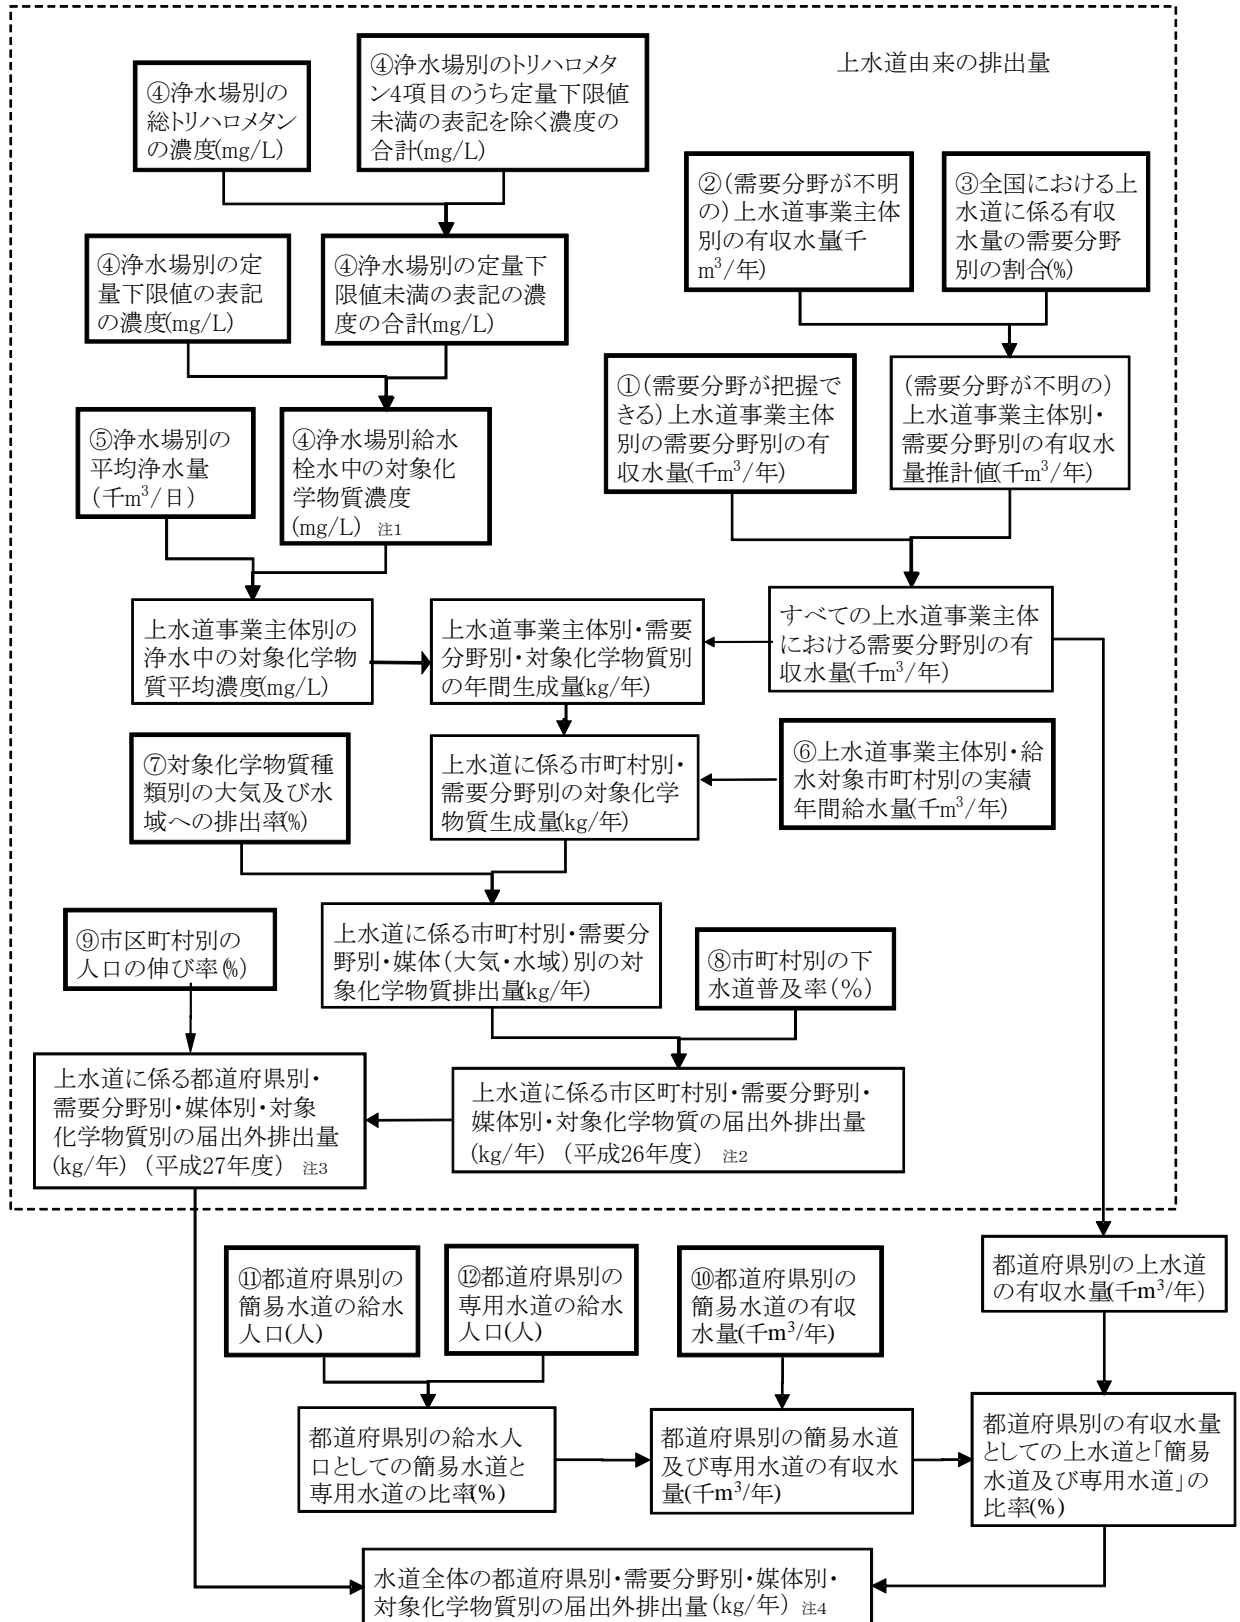 上水道由来の排出量
④浄水場別の
総トリハロメタン
の濃度(mg/L)
④浄水場別のトリハロメタ
ン4項目のうち定量下限値
未満の表記を除く濃度の
合計(mg/L)
②(需要分野が不明
の)上水道事業主体
別の有収水量(千
m³/年)
③全国における上
水道に係る有収
水量の需要分野
別の割合(%)
④浄水場別の定
量下限値の表記
の濃度(mg/L)
④浄水場別の定量下
限値未満の表記の濃
度の合計(mg/L)
①(需要分野が把握で
きる)上水道事業主体
別の需要分野別の有
収水量(千m³/年)
(需要分野が不明の)
上水道事業主体別・
需要分野別の有収水
量推計値(千m³/年)
⑤浄水場別の
平均浄水量
(千m³/日)
④浄水場別給水
栓水中の対象化
学物質濃度
(mg/L) 注1
上水道事業主体別の
浄水中の対象化学物
質平均濃度(mg/L)
上水道事業主体別・需要
分野別・対象化学物質別
の年間生成量(kg/年)
すべての上水道事業主体
における需要分野別の有
収水量(千m³/年)
⑦対象化学物質種
類別の大気及び水
域への排出率(%)
上水道に係る市町村別・
需要分野別の対象化学
物質生成量(kg/年)
⑥上水道事業主体別・給
水対象市町村別の実績
年間給水量(千m³/年)
⑨市区町村別の
人口の伸び率(%)
上水道に係る市町村別・需要分
野別・媒体(大気・水域)別の対
象化学物質排出量(kg/年)
⑧市町村別の下
水道普及率(%)
上水道に係る都道府県別・
需要分野別・媒体別・対象
化学物質別の届出外排出量
(kg/年) (平成27年度) 注3
上水道に係る市区町村別・需要分野別・
媒体別・対象化学物質の届出外排出量
(kg/年) (平成26年度) 注2
⑪都道府県別の
簡易水道の給水
人口(人)
⑫都道府県別の
専用水道の給水
人口(人)
⑩都道府県別の
簡易水道の有収
水量(千m³/年)
都道府県別の上水道
の有収水量(千m³/年)
都道府県別の給水人
口としての簡易水道と
専用水道の比率(%)
都道府県別の簡易水道
及び専用水道の有収水
量(千m³/年)
都道府県別の有収水量
としての上水道と「簡易
水道及び専用水道」の
比率(%)
水道全体の都道府県別・需要分野別・媒体別・
対象化学物質別の届出外排出量(kg/年) 注4